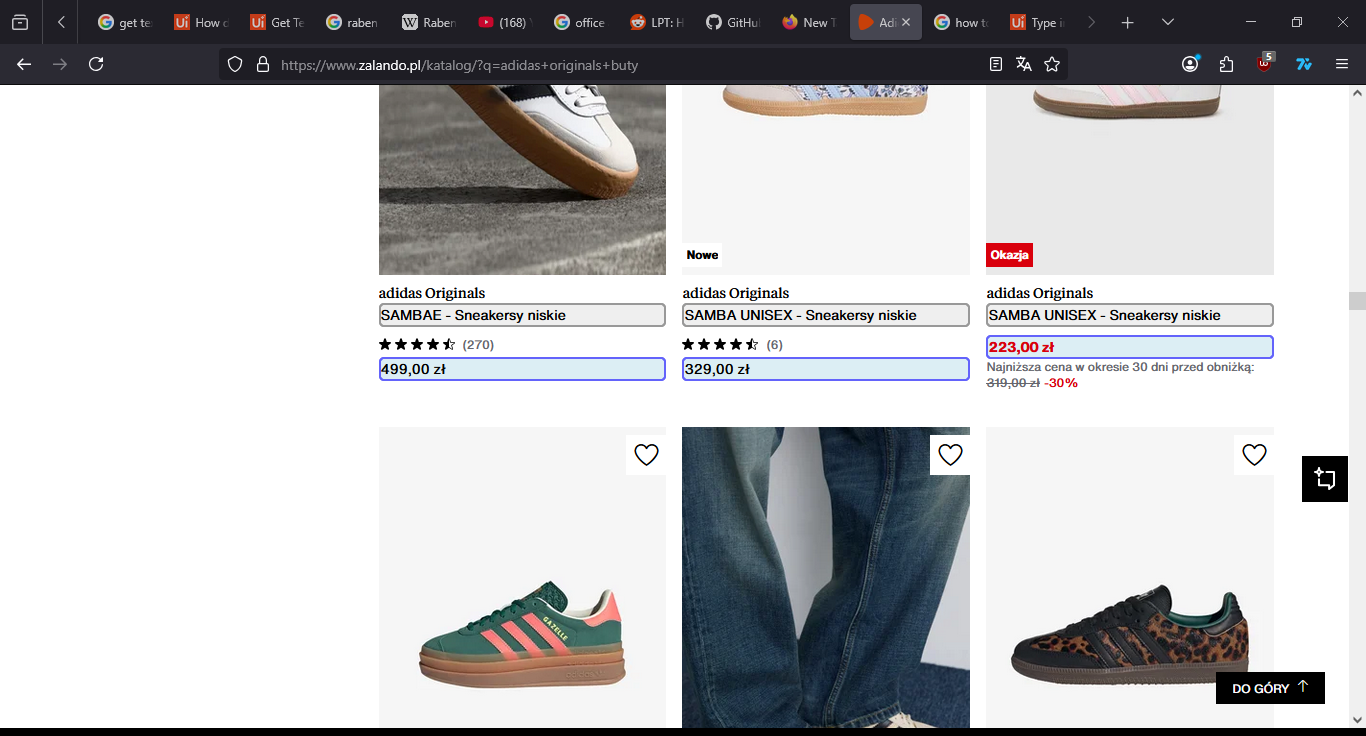 get te
How d
Get Te
raben
Raben
(168)
office
LPT: H
GitHu
New T
Adi
how to
Type i
https://www.zalando.pl/katalog/?q=adidas+originals+buty
5
Nowe
Okazja
adidas Originals
SAMBAE - Sneakersy niskie
(270)
499,00 zł
adidas Originals
SAMBA UNISEX - Sneakersy niskie
(6)
329,00 zł
adidas Originals
SAMBA UNISEX - Sneakersy niskie
223,00 zł
Najniższa cena w okresie 30 dni przed obniżką:
319,00 zł -30%
GAZELLE
DO GÓRY